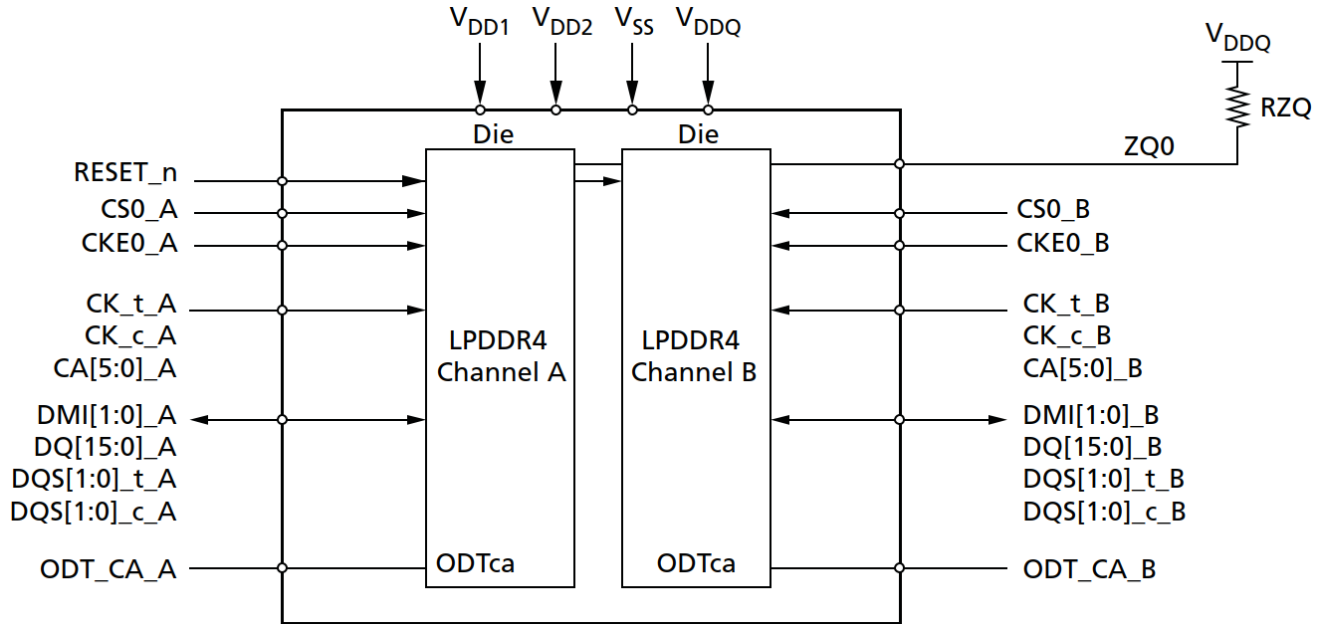 VDD1 VDD2 VSS VDDQ
VDDQ
RZQ
ZQ0
Die Die
RESET_n
CS0_A
CKE0_A
CK_t_A
CK_c_A
CA[5:0]_A
DMI[1:0]_A
DQ[15:0]_A
DQS[1:0]_t_A
DQS[1:0]_c_A
ODT_CA_A
LPDDR4
Channel A
ODTca
LPDDR4
Channel B
ODTca
CS0_B
CKE0_B
CK_t_B
CK_c_B
CA[5:0]_B
DMI[1:0]_B
DQ[15:0]_B
DQS[1:0]_t_B
DQS[1:0]_c_B
ODT_CA_B